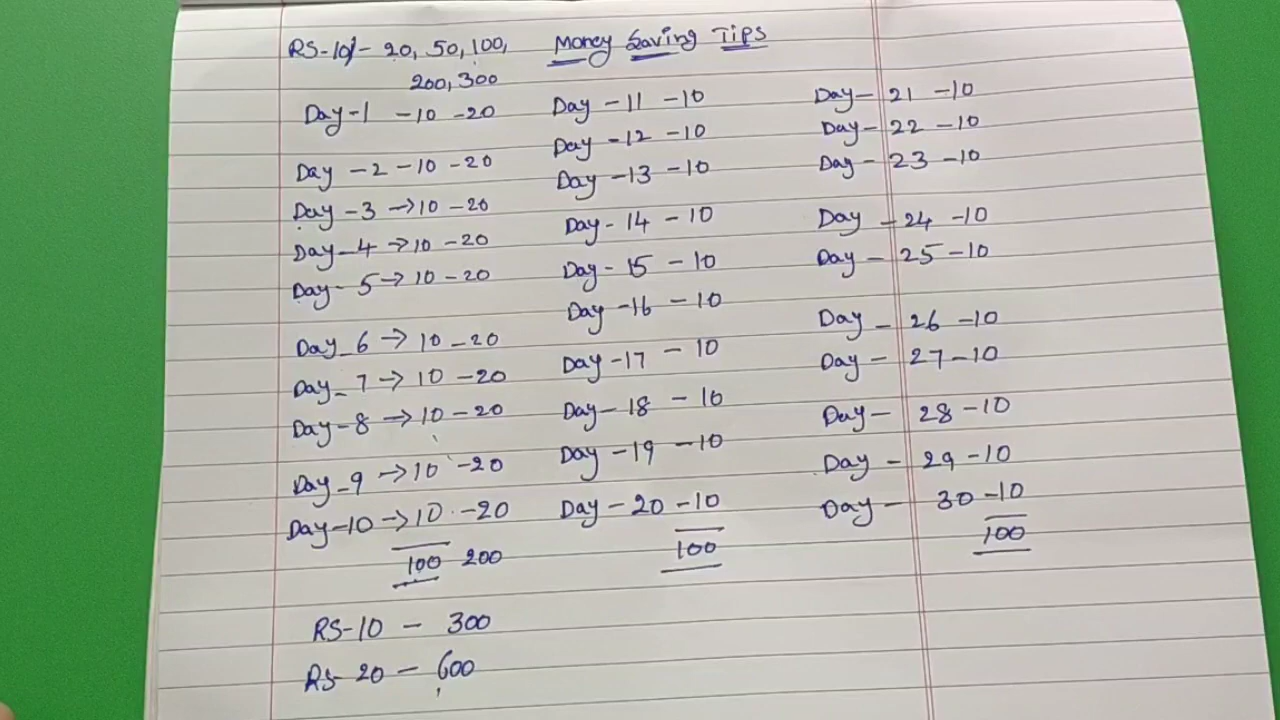 RS-10/- 20, 50, 100, Money Saving Tips
200, 300
Day-1 -10 -20
Day -2 -10 -20
Day -3 →10 -20
Day -4 →10 -20
Day- 5→ 10 -20
Day-6 → 10 -20
Day- 7 → 10 -20
Day-8 →10 -20
Day-9 →10 -20
Day-10 →10 -20
100 200
Day -11 -10
Day -12 -10
Day -13 -10
Day- 14 -10
Day- 15 -10
Day -16 -10
Day -17 -10
Day- 18 -10
Day -19 -10
Day- 20 -10
100
Day- 21 -10
Day- 22 -10
Day- 23 -10
Day - 24 -10
Day - 25 -10
Day - 26 -10
Day - 27 -10
Day - 28 -10
Day - 29 -10
Day - 30 -10
100
RS-10 - 300
RS- 20 - 600